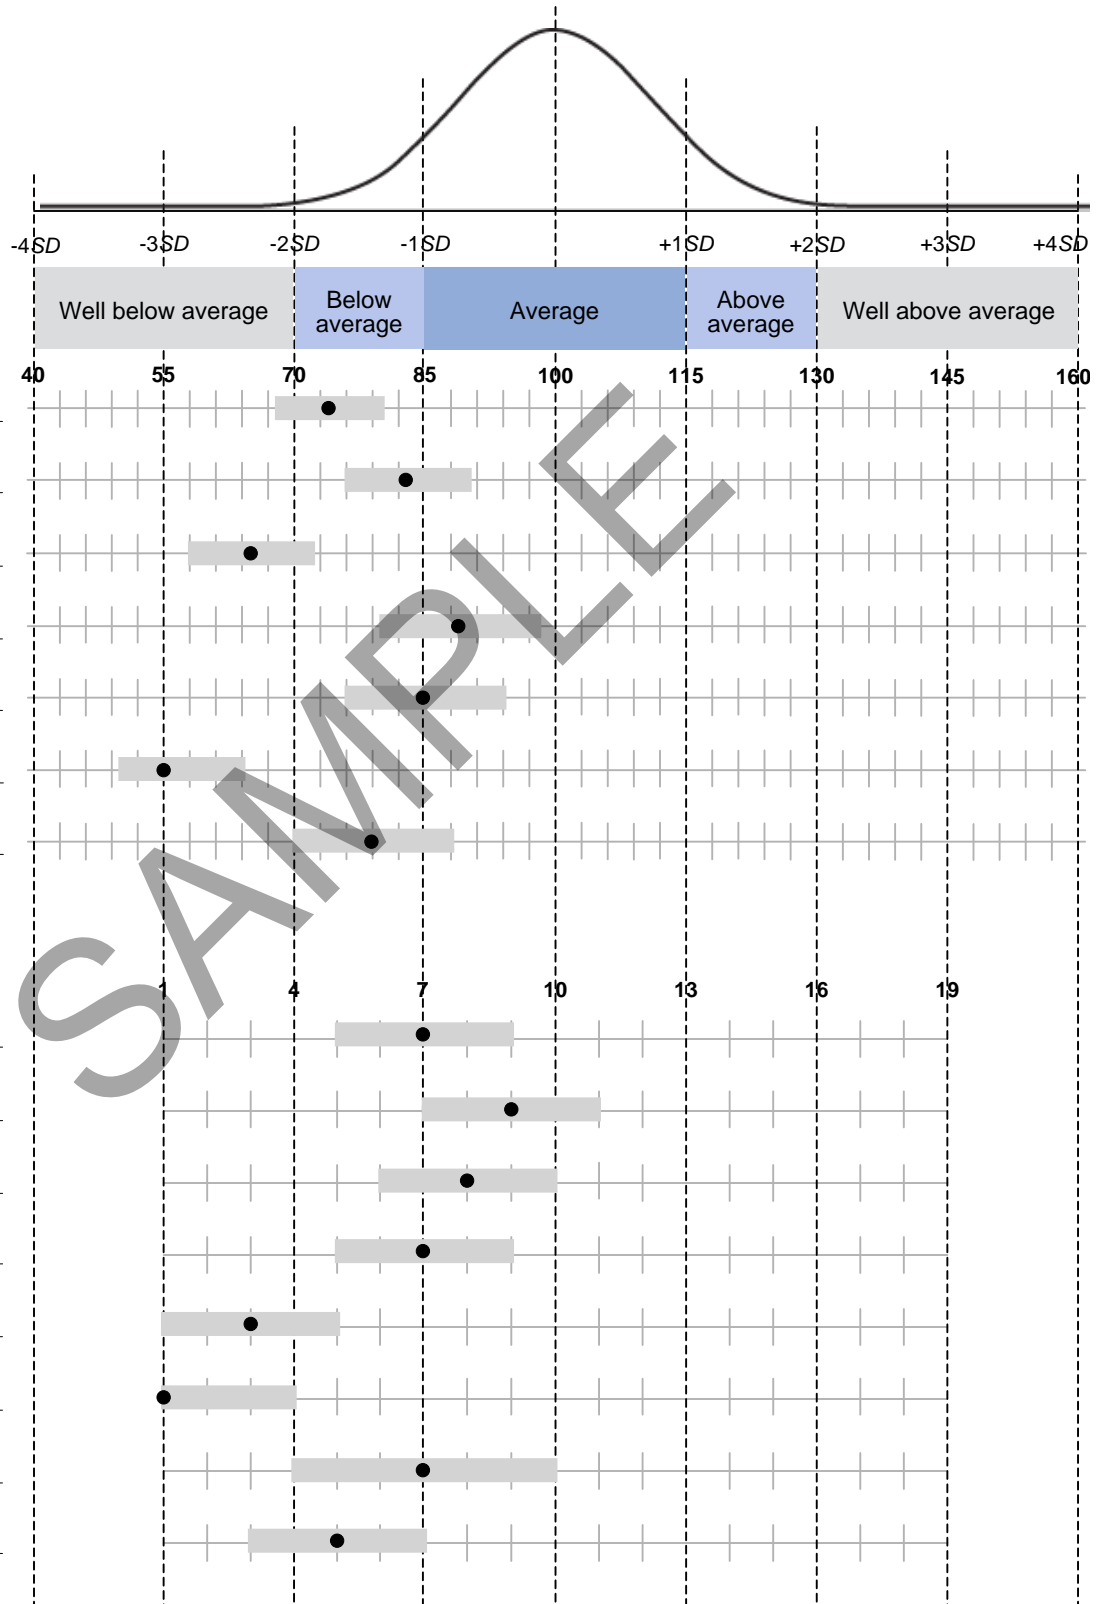 -4SD -3SD -2SD -1SD +1SD +2SD +3SD +4SD
Well below average Below average Average Above average Well above average
40 55 70 85 100 115 130 145 160
SAMPLE
1 4 7 10 13 16 19